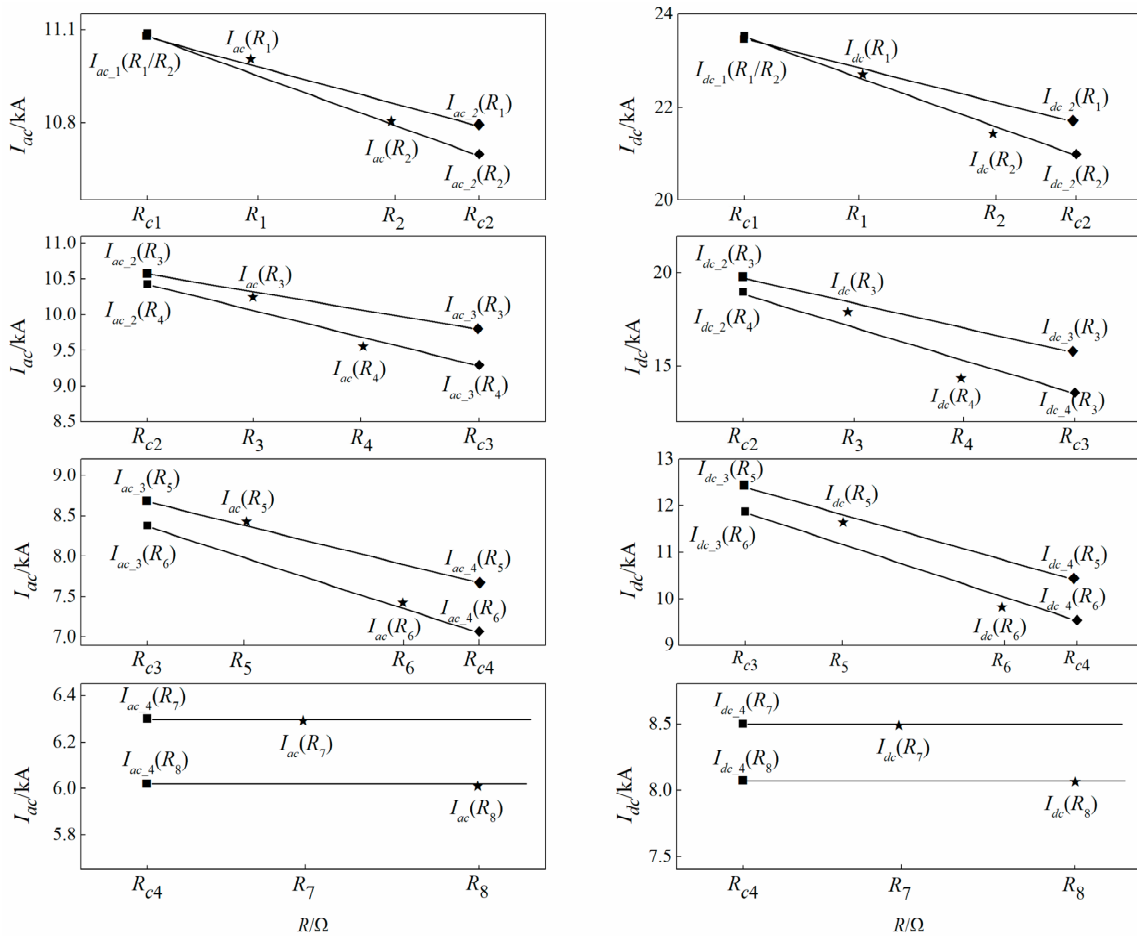 I_ac/kA
11.1
10.8
I_ac_1(R_1/R_2)
I_ac(R_1)
I_ac(R_2)
I_ac_2(R_1)
I_ac_2(R_2)
R_c1 R_1 R_2 R_c2
I_dc/kA
24
22
20
I_dc_1(R_1/R_2)
I_dc(R_1)
I_dc(R_2)
I_dc_2(R_1)
I_dc_2(R_2)
R_c1 R_1 R_2 R_c2
I_ac/kA
11.0
10.5
10.0
9.5
9.0
8.5
I_ac_2(R_3)
I_ac_2(R_4)
I_ac(R_3)
I_ac(R_4)
I_ac_3(R_3)
I_ac_3(R_4)
R_c2 R_3 R_4 R_c3
I_dc/kA
20
15
I_dc_2(R_3)
I_dc_2(R_4)
I_dc(R_3)
I_dc(R_4)
I_dc_3(R_3)
I_dc_4(R_3)
R_c2 R_3 R_4 R_c3
I_ac/kA
9.0
8.5
8.0
7.5
7.0
I_ac_3(R_5)
I_ac_3(R_6)
I_ac(R_5)
I_ac(R_6)
I_ac_4(R_5)
I_ac_4(R_6)
R_c3 R_5 R_6 R_c4
I_dc/kA
13
12
11
10
9
I_dc_3(R_5)
I_dc_3(R_6)
I_dc(R_5)
I_dc(R_6)
I_dc_4(R_5)
I_dc_4(R_6)
R_c3 R_5 R_6 R_c4
I_ac/kA
6.4
6.2
6.0
5.8
I_ac_4(R_7)
I_ac_4(R_8)
I_ac(R_7)
I_ac(R_8)
R_c4 R_7 R_8
R/Ω
I_dc/kA
8.5
8.0
7.5
I_dc_4(R_7)
I_dc_4(R_8)
I_dc(R_7)
I_dc(R_8)
R_c4 R_7 R_8
R/Ω